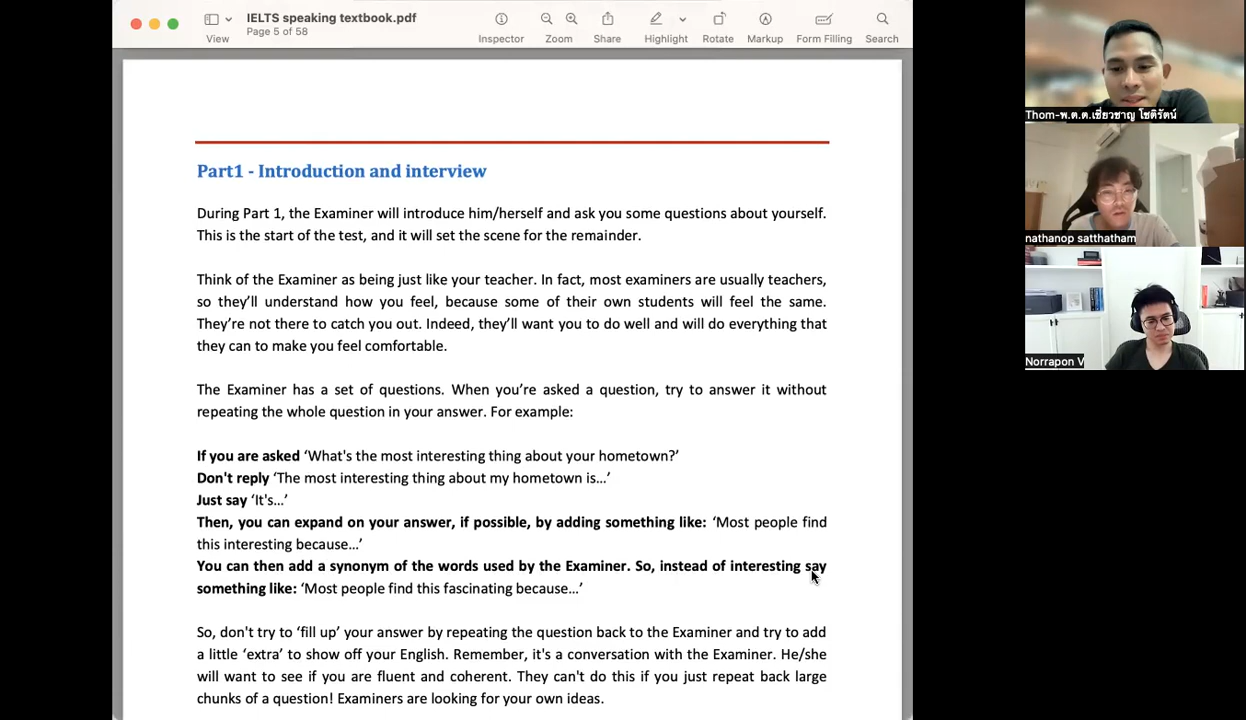 IELTS speaking textbook.pdf
Page 5 of 58
View
Inspector
Zoom
Share
Highlight
Rotate
Markup
Form Filling
Search
Part1 - Introduction and interview
During Part 1, the Examiner will introduce him/herself and ask you some questions about yourself.
This is the start of the test, and it will set the scene for the remainder.
Think of the Examiner as being just like your teacher. In fact, most examiners are usually teachers,
so they’ll understand how you feel, because some of their own students will feel the same.
They’re not there to catch you out. Indeed, they’ll want you to do well and will do everything that
they can to make you feel comfortable.
The Examiner has a set of questions. When you’re asked a question, try to answer it without
repeating the whole question in your answer. For example:
If you are asked ‘What's the most interesting thing about your hometown?’
Don't reply ‘The most interesting thing about my hometown is...’
Just say ‘It's...’
Then, you can expand on your answer, if possible, by adding something like: ‘Most people find
this interesting because...’
You can then add a synonym of the words used by the Examiner. So, instead of interesting say
something like: ‘Most people find this fascinating because...’
So, don't try to ‘fill up’ your answer by repeating the question back to the Examiner and try to add
a little ‘extra’ to show off your English. Remember, it's a conversation with the Examiner. He/she
will want to see if you are fluent and coherent. They can't do this if you just repeat back large
chunks of a question! Examiners are looking for your own ideas.
Thom-พ.ต.ต.เชี่ยวชาญ โชติรัตน์
nathanop satthatham
Norrapon V